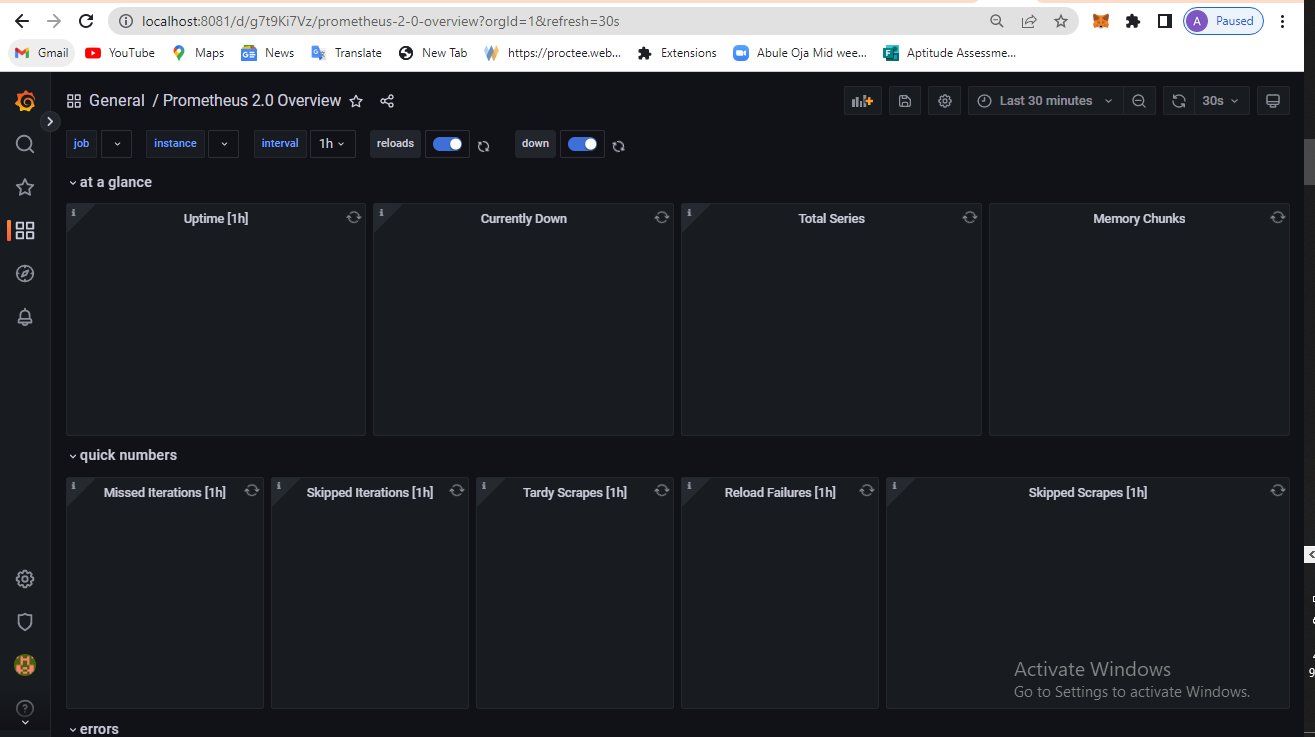 localhost:8081/d/g7t9Ki7Vz/prometheus-2-0-overview?orgId=1&refresh=30s
A Paused
Gmail YouTube Maps News Translate New Tab https://proctee.web... Extensions Abule Oja Mid wee... Aptitude Assessme...
General / Prometheus 2.0 Overview Last 30 minutes 30s
job instance interval 1h reloads down
at a glance
Uptime [1h] Currently Down Total Series Memory Chunks
quick numbers
Missed Iterations [1h] Skipped Iterations [1h] Tardy Scrapes [1h] Reload Failures [1h] Skipped Scrapes [1h]
Activate Windows
Go to Settings to activate Windows.
errors